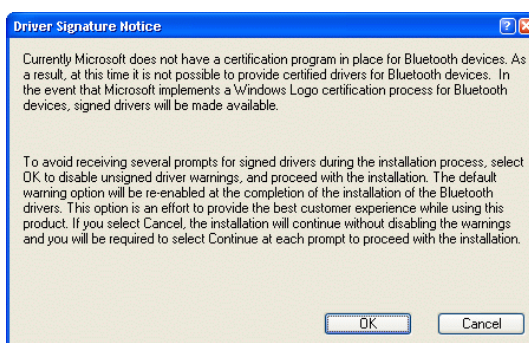 Driver Signature Notice
Currently Microsoft does not have a certification program in place for Bluetooth devices. As
a result, at this time it is not possible to provide certified drivers for Bluetooth devices. In
the event that Microsoft implements a Windows Logo certification process for Bluetooth
devices, signed drivers will be made available.
To avoid receiving several prompts for signed drivers during the installation process, select
OK to disable unsigned driver warnings, and proceed with the installation. The default
warning option will be re-enabled at the completion of the installation of the Bluetooth
drivers. This option is an effort to provide the best customer experience while using this
product. If you select Cancel, the installation will continue without disabling the warnings
and you will be required to select Continue at each prompt to proceed with the installation.
OK Cancel